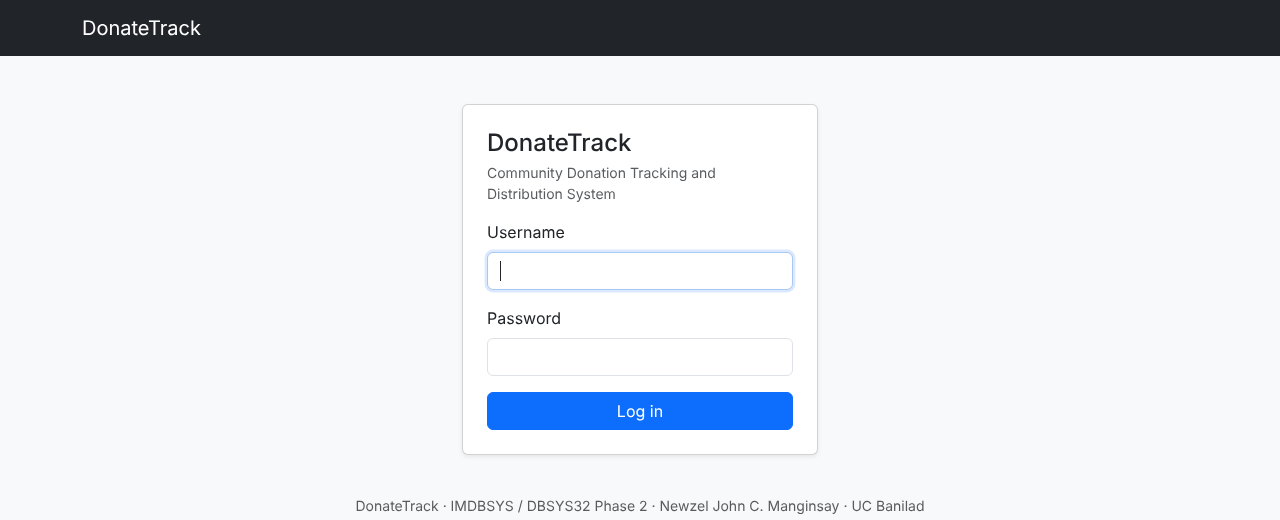 DonateTrack
DonateTrack
Community Donation Tracking and
Distribution System
Username
Password
Log in
DonateTrack · IMDBSYS / DBSYS32 Phase 2 · Newzel John C. Manginsay · UC Banilad